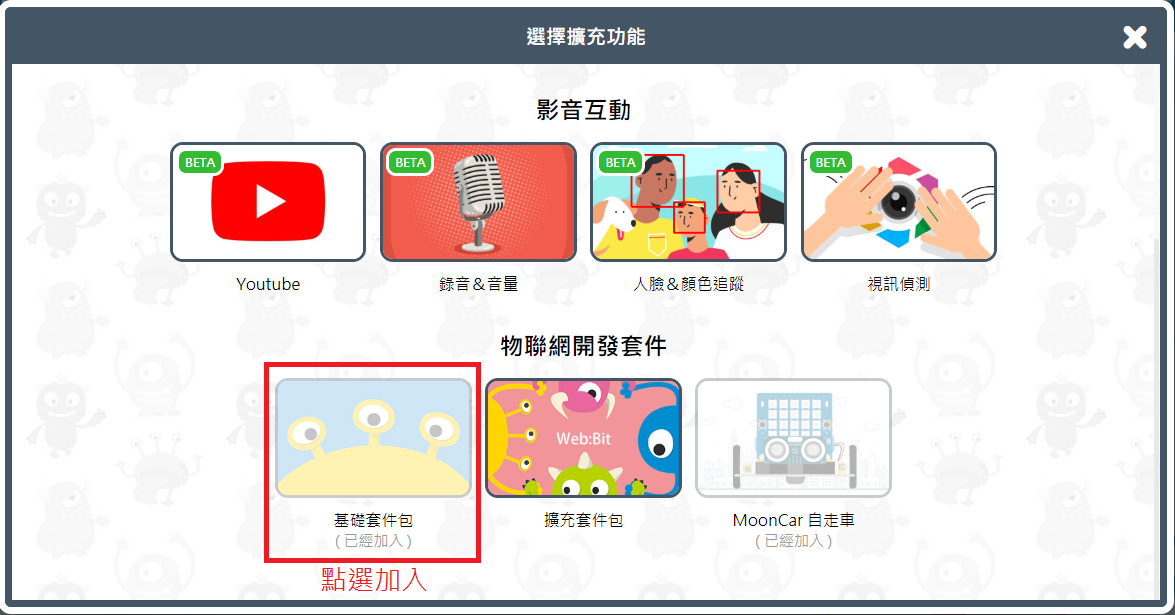 選擇擴充功能
影音互動
BETA
BETA
BETA
BETA
Youtube
錄音＆音量
人臉＆顏色追蹤
視訊偵測
物聯網開發套件
Web:Bit
基礎套件包
( 已經加入 )
擴充套件包
MoonCar 自走車
( 已經加入 )
點選加入